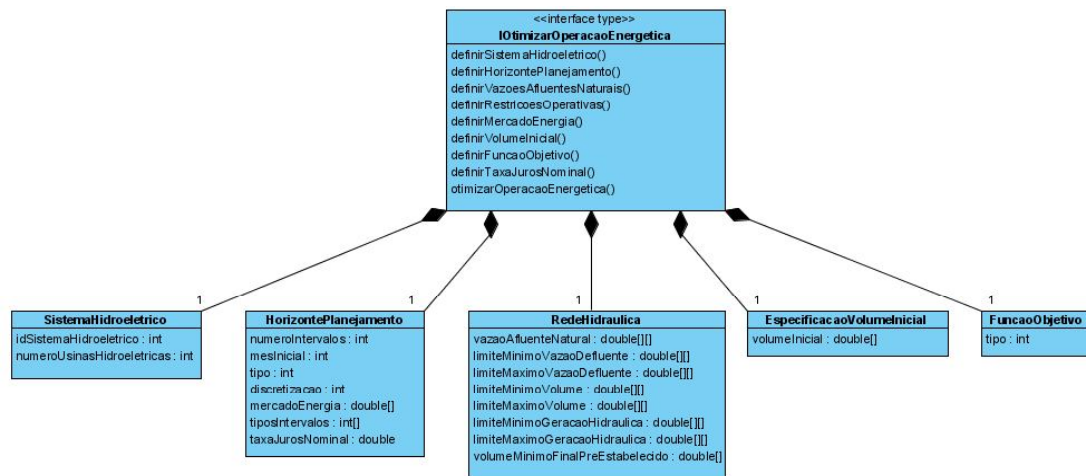 <<interface type>>
IOtimizarOperacaoEnergetica
definirSistemaHidroeletrico()
definirHorizontePlanejamento()
definirVazoesAfluentesNaturais()
definirRestricoesOperativas()
definirMercadoEnergia()
definirVolumeInicial()
definirFuncaoObjetivo()
definirTaxaJurosNominal()
otimizarOperacaoEnergetica()
1
1
1
1
1
SistemaHidroeletrico
idSistemaHidroeletrico : int
numeroUsinasHidroeletricas : int
HorizontePlanejamento
numeroIntervalos : int
mesInicial : int
tipo : int
discretizacao : int
mercadoEnergia : double[]
tiposIntervalos : int[]
taxaJurosNominal : double
RedeHidraulica
vazaoAfluenteNatural : double[][]
limiteMinimoVazaoDefluente : double[][]
limiteMaximoVazaoDefluente : double[][]
limiteMinimoVolume : double[][]
limiteMaximoVolume : double[][]
limiteMinimoGeracaoHidraulica : double[][]
limiteMaximoGeracaoHidraulica : double[][]
volumeMinimoFinalPreEstabelecido : double[]
EspecificacaoVolumeInicial
volumeInicial : double[]
FuncaoObjetivo
tipo : int